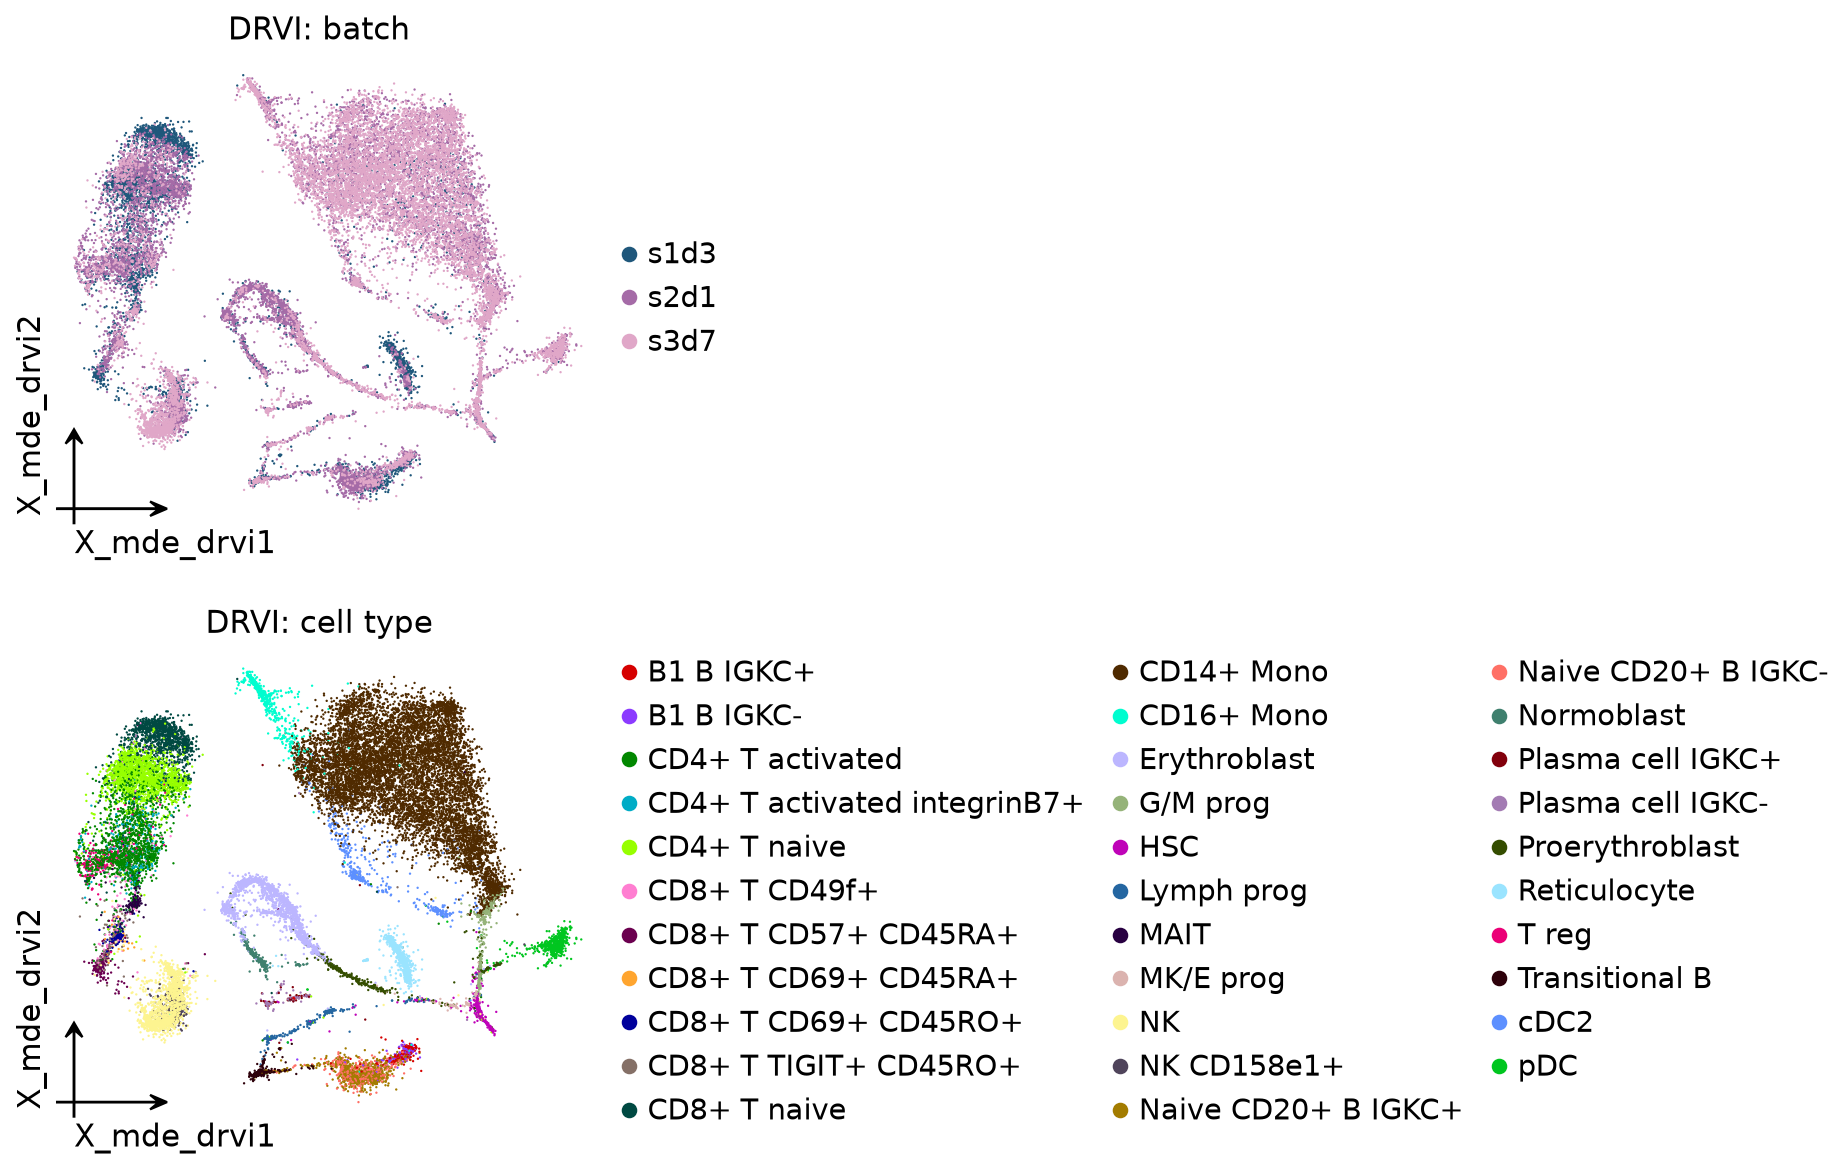 DRVI: batch
X_mde_drvi2
X_mde_drvi1
s1d3
s2d1
s3d7
DRVI: cell type
X_mde_drvi2
X_mde_drvi1
B1 B IGKC+
B1 B IGKC-
CD4+ T activated
CD4+ T activated integrinB7+
CD4+ T naive
CD8+ T CD49f+
CD8+ T CD57+ CD45RA+
CD8+ T CD69+ CD45RA+
CD8+ T CD69+ CD45RO+
CD8+ T TIGIT+ CD45RO+
CD8+ T naive
CD14+ Mono
CD16+ Mono
Erythroblast
G/M prog
HSC
Lymph prog
MAIT
MK/E prog
NK
NK CD158e1+
Naive CD20+ B IGKC+
Naive CD20+ B IGKC-
Normoblast
Plasma cell IGKC+
Plasma cell IGKC-
Proerythroblast
Reticulocyte
T reg
Transitional B
cDC2
pDC